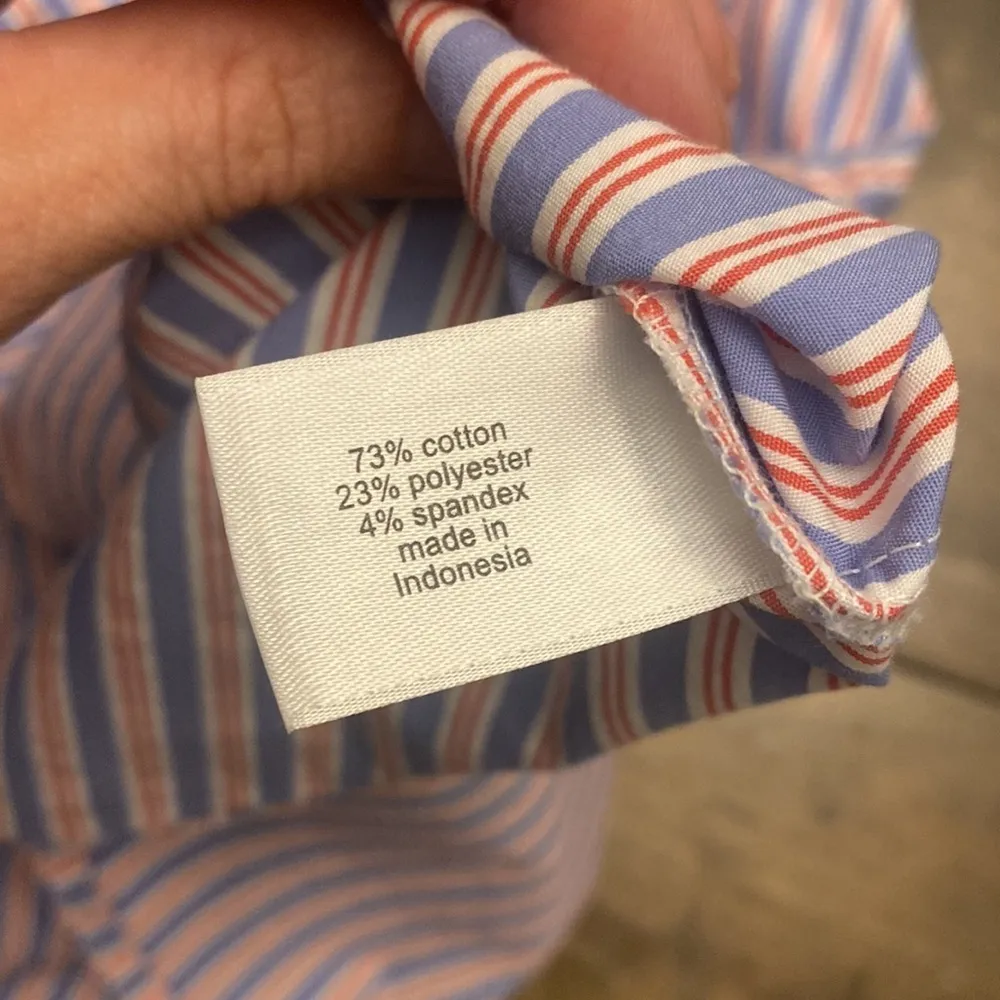 73% cotton
23% polyester
4% spandex
made in
Indonesia